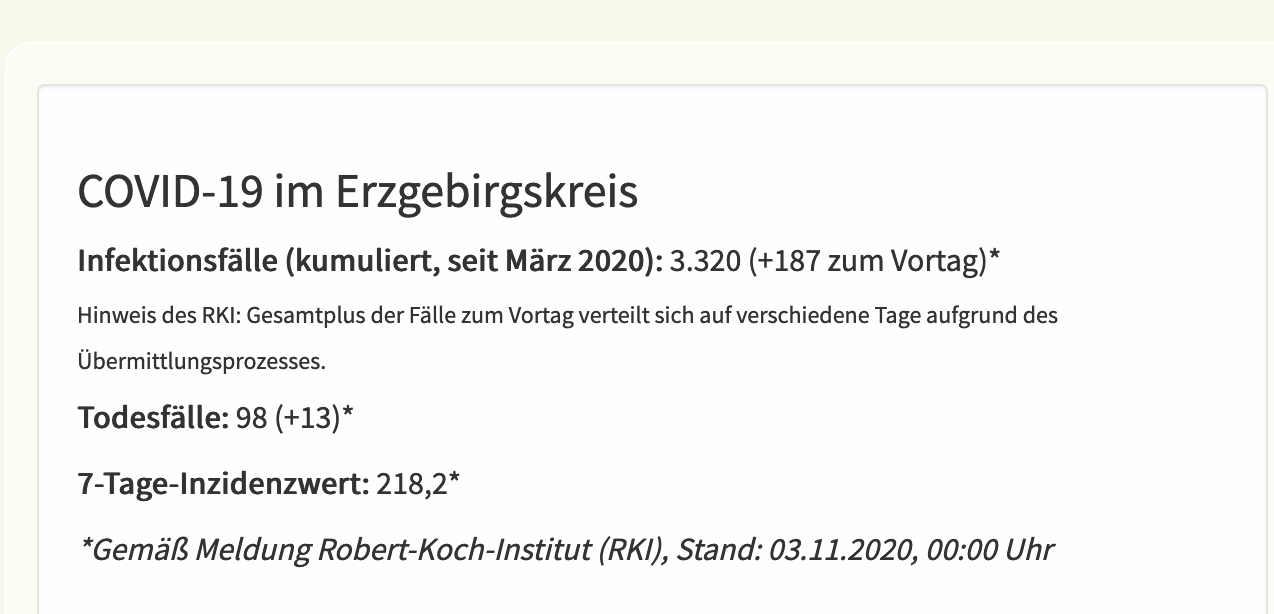 COVID-19 im Erzgebirgskreis
Infektionsfälle (kumuliert, seit März 2020): 3.320 (+187 zum Vortag)*
Hinweis des RKI: Gesamtplus der Fälle zum Vortag verteilt sich auf verschiedene Tage aufgrund des
Übermittlungsprozesses.
Todesfälle: 98 (+13)*
7-Tage-Inzidenzwert: 218,2*
*Gemäß Meldung Robert-Koch-Institut (RKI), Stand: 03.11.2020, 00:00 Uhr